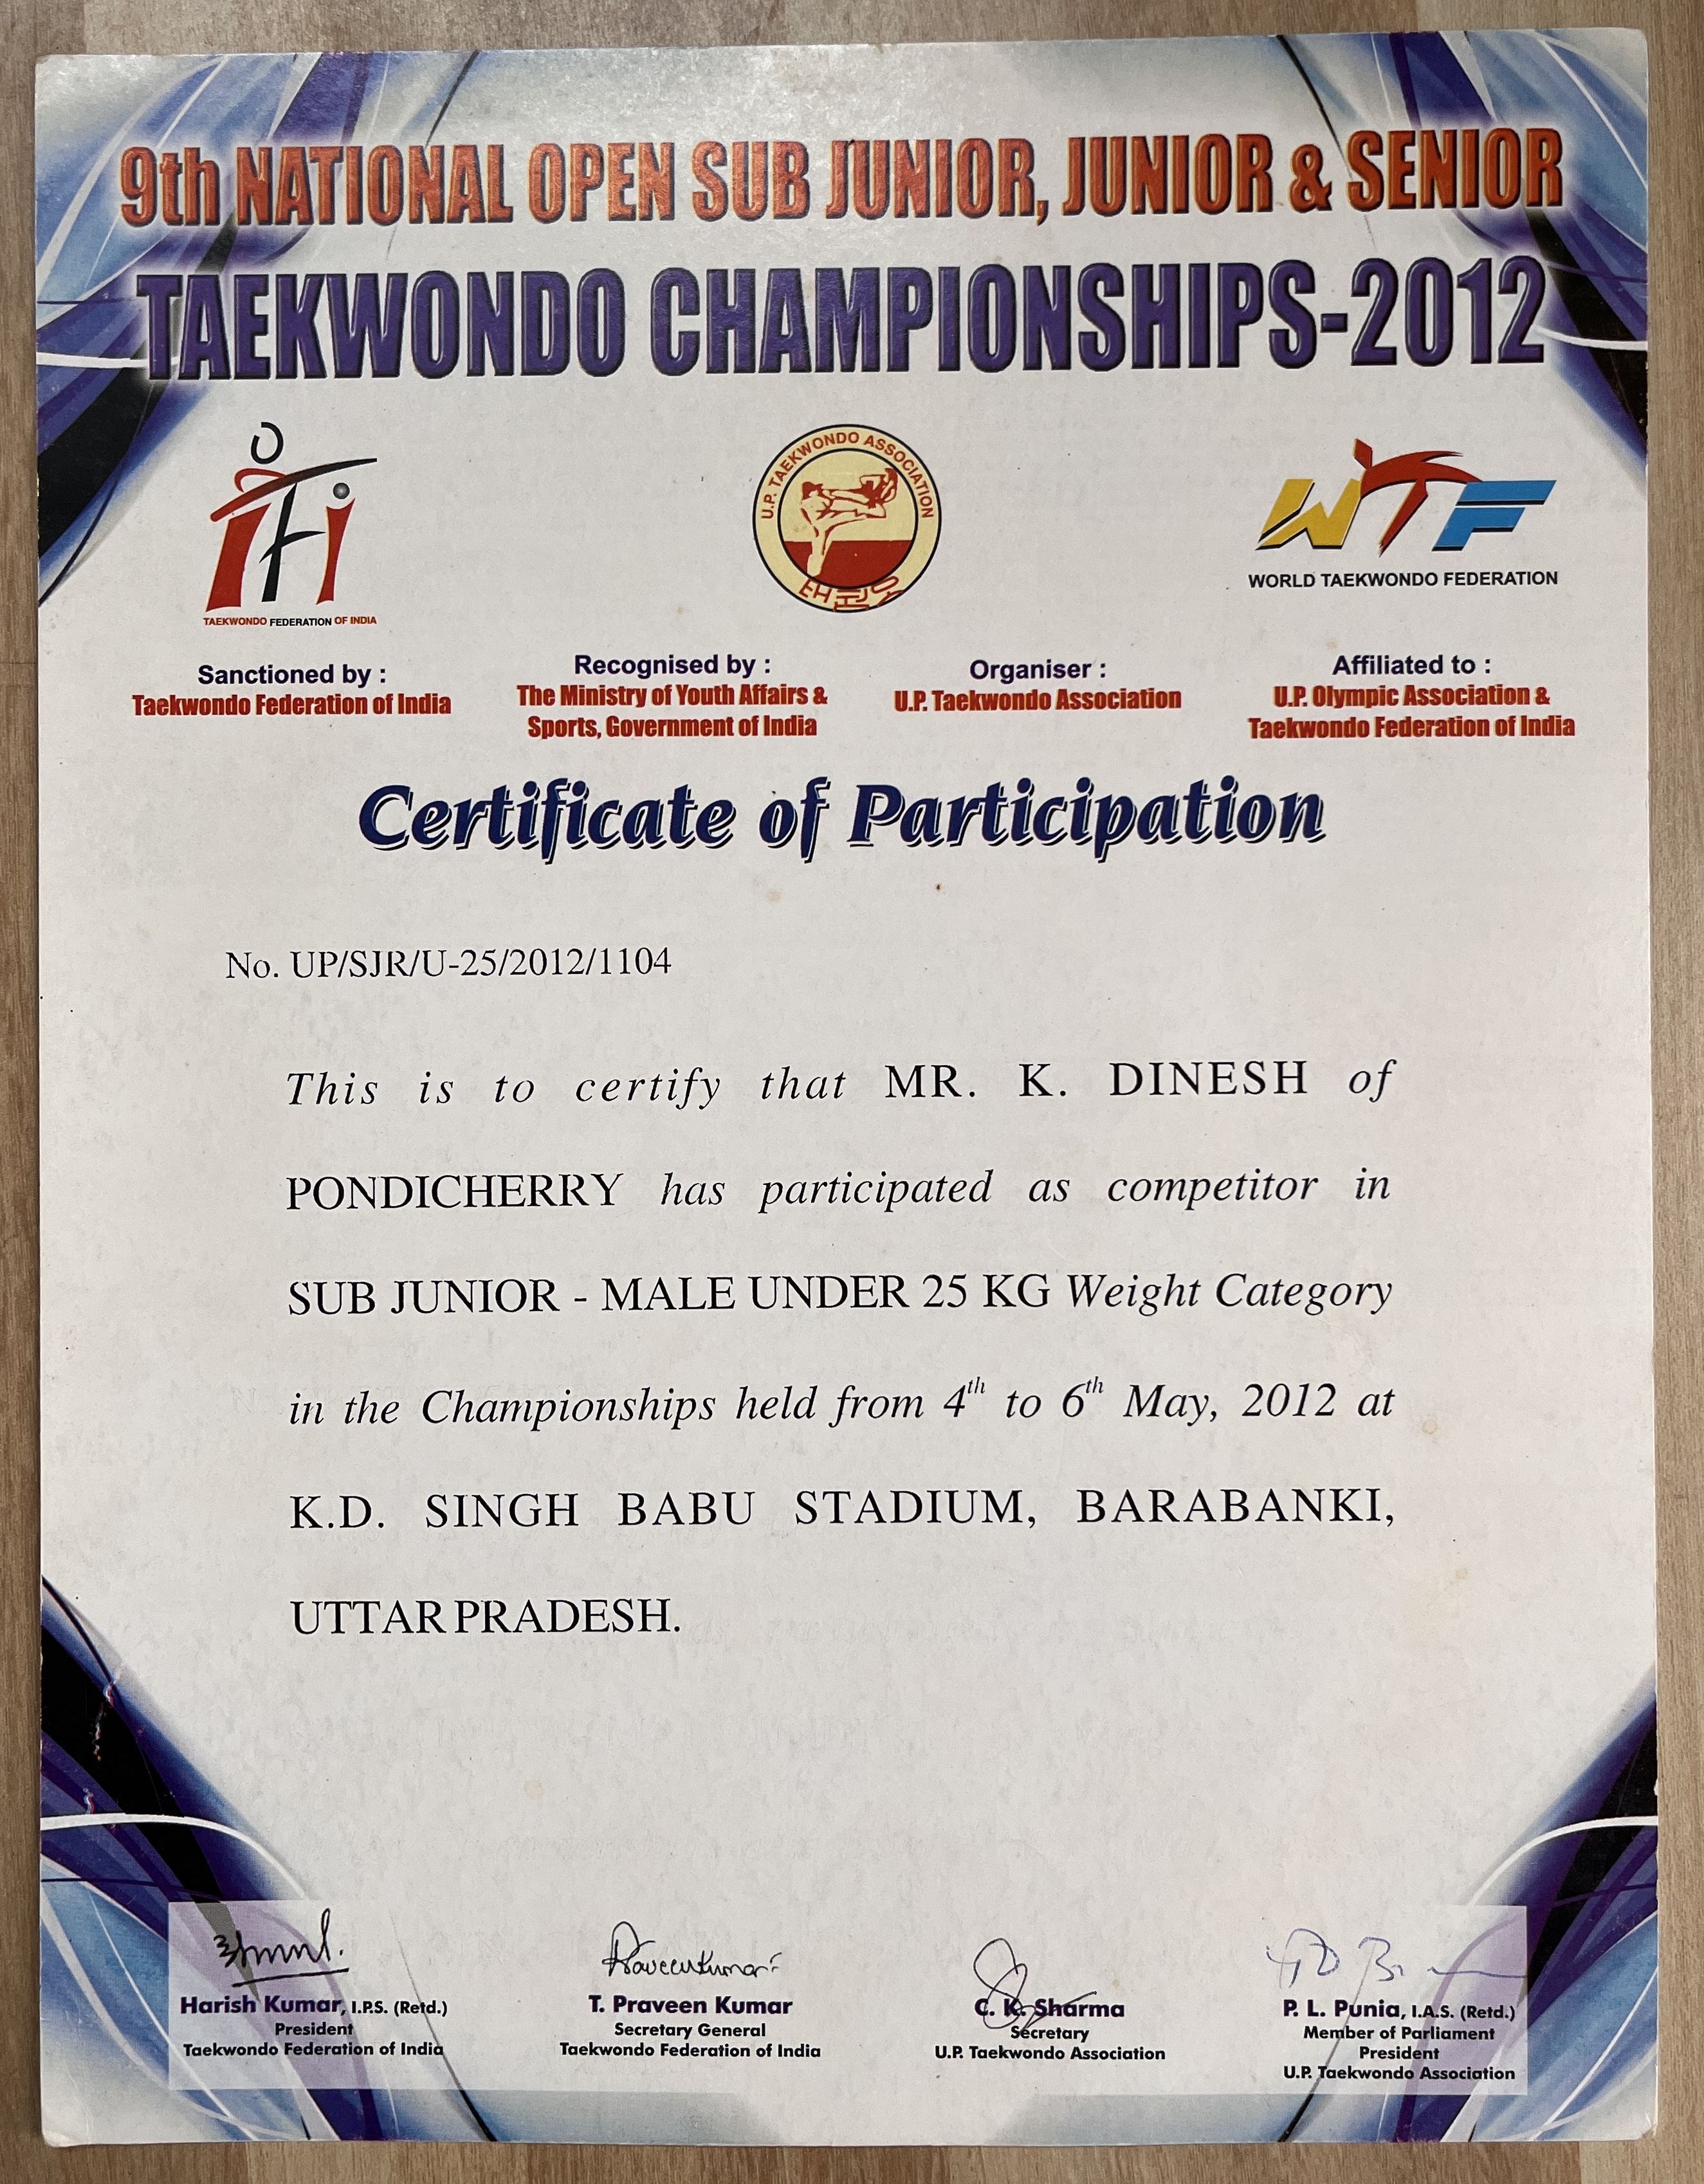 9th NATIONAL OPEN SUB JUNIOR, JUNIOR & SENIOR
TAEKWONDO CHAMPIONSHIPS-2012
TFI
TAEKWONDO FEDERATION OF INDIA
U.P. TAEKWONDO ASSOCIATION
태권도
WTF
WORLD TAEKWONDO FEDERATION
Sanctioned by :
Taekwondo Federation of India
Recognised by :
The Ministry of Youth Affairs &
Sports, Government of India
Organiser :
U.P. Taekwondo Association
Affiliated to :
U.P. Olympic Association &
Taekwondo Federation of India
Certificate of Participation
No. UP/SJR/U-25/2012/1104
This is to certify that MR. K. DINESH of
PONDICHERRY has participated as competitor in
SUB JUNIOR - MALE UNDER 25 KG Weight Category
in the Championships held from 4th to 6th May, 2012 at
K.D. SINGH BABU STADIUM, BARABANKI,
UTTAR PRADESH.
Harish Kumar, I.P.S. (Retd.)
President
Taekwondo Federation of India
PraveenKumar
T. Praveen Kumar
Secretary General
Taekwondo Federation of India
C. K. Sharma
Secretary
U.P. Taekwondo Association
P. L. Punia, I.A.S. (Retd.)
Member of Parliament
President
U.P. Taekwondo Association